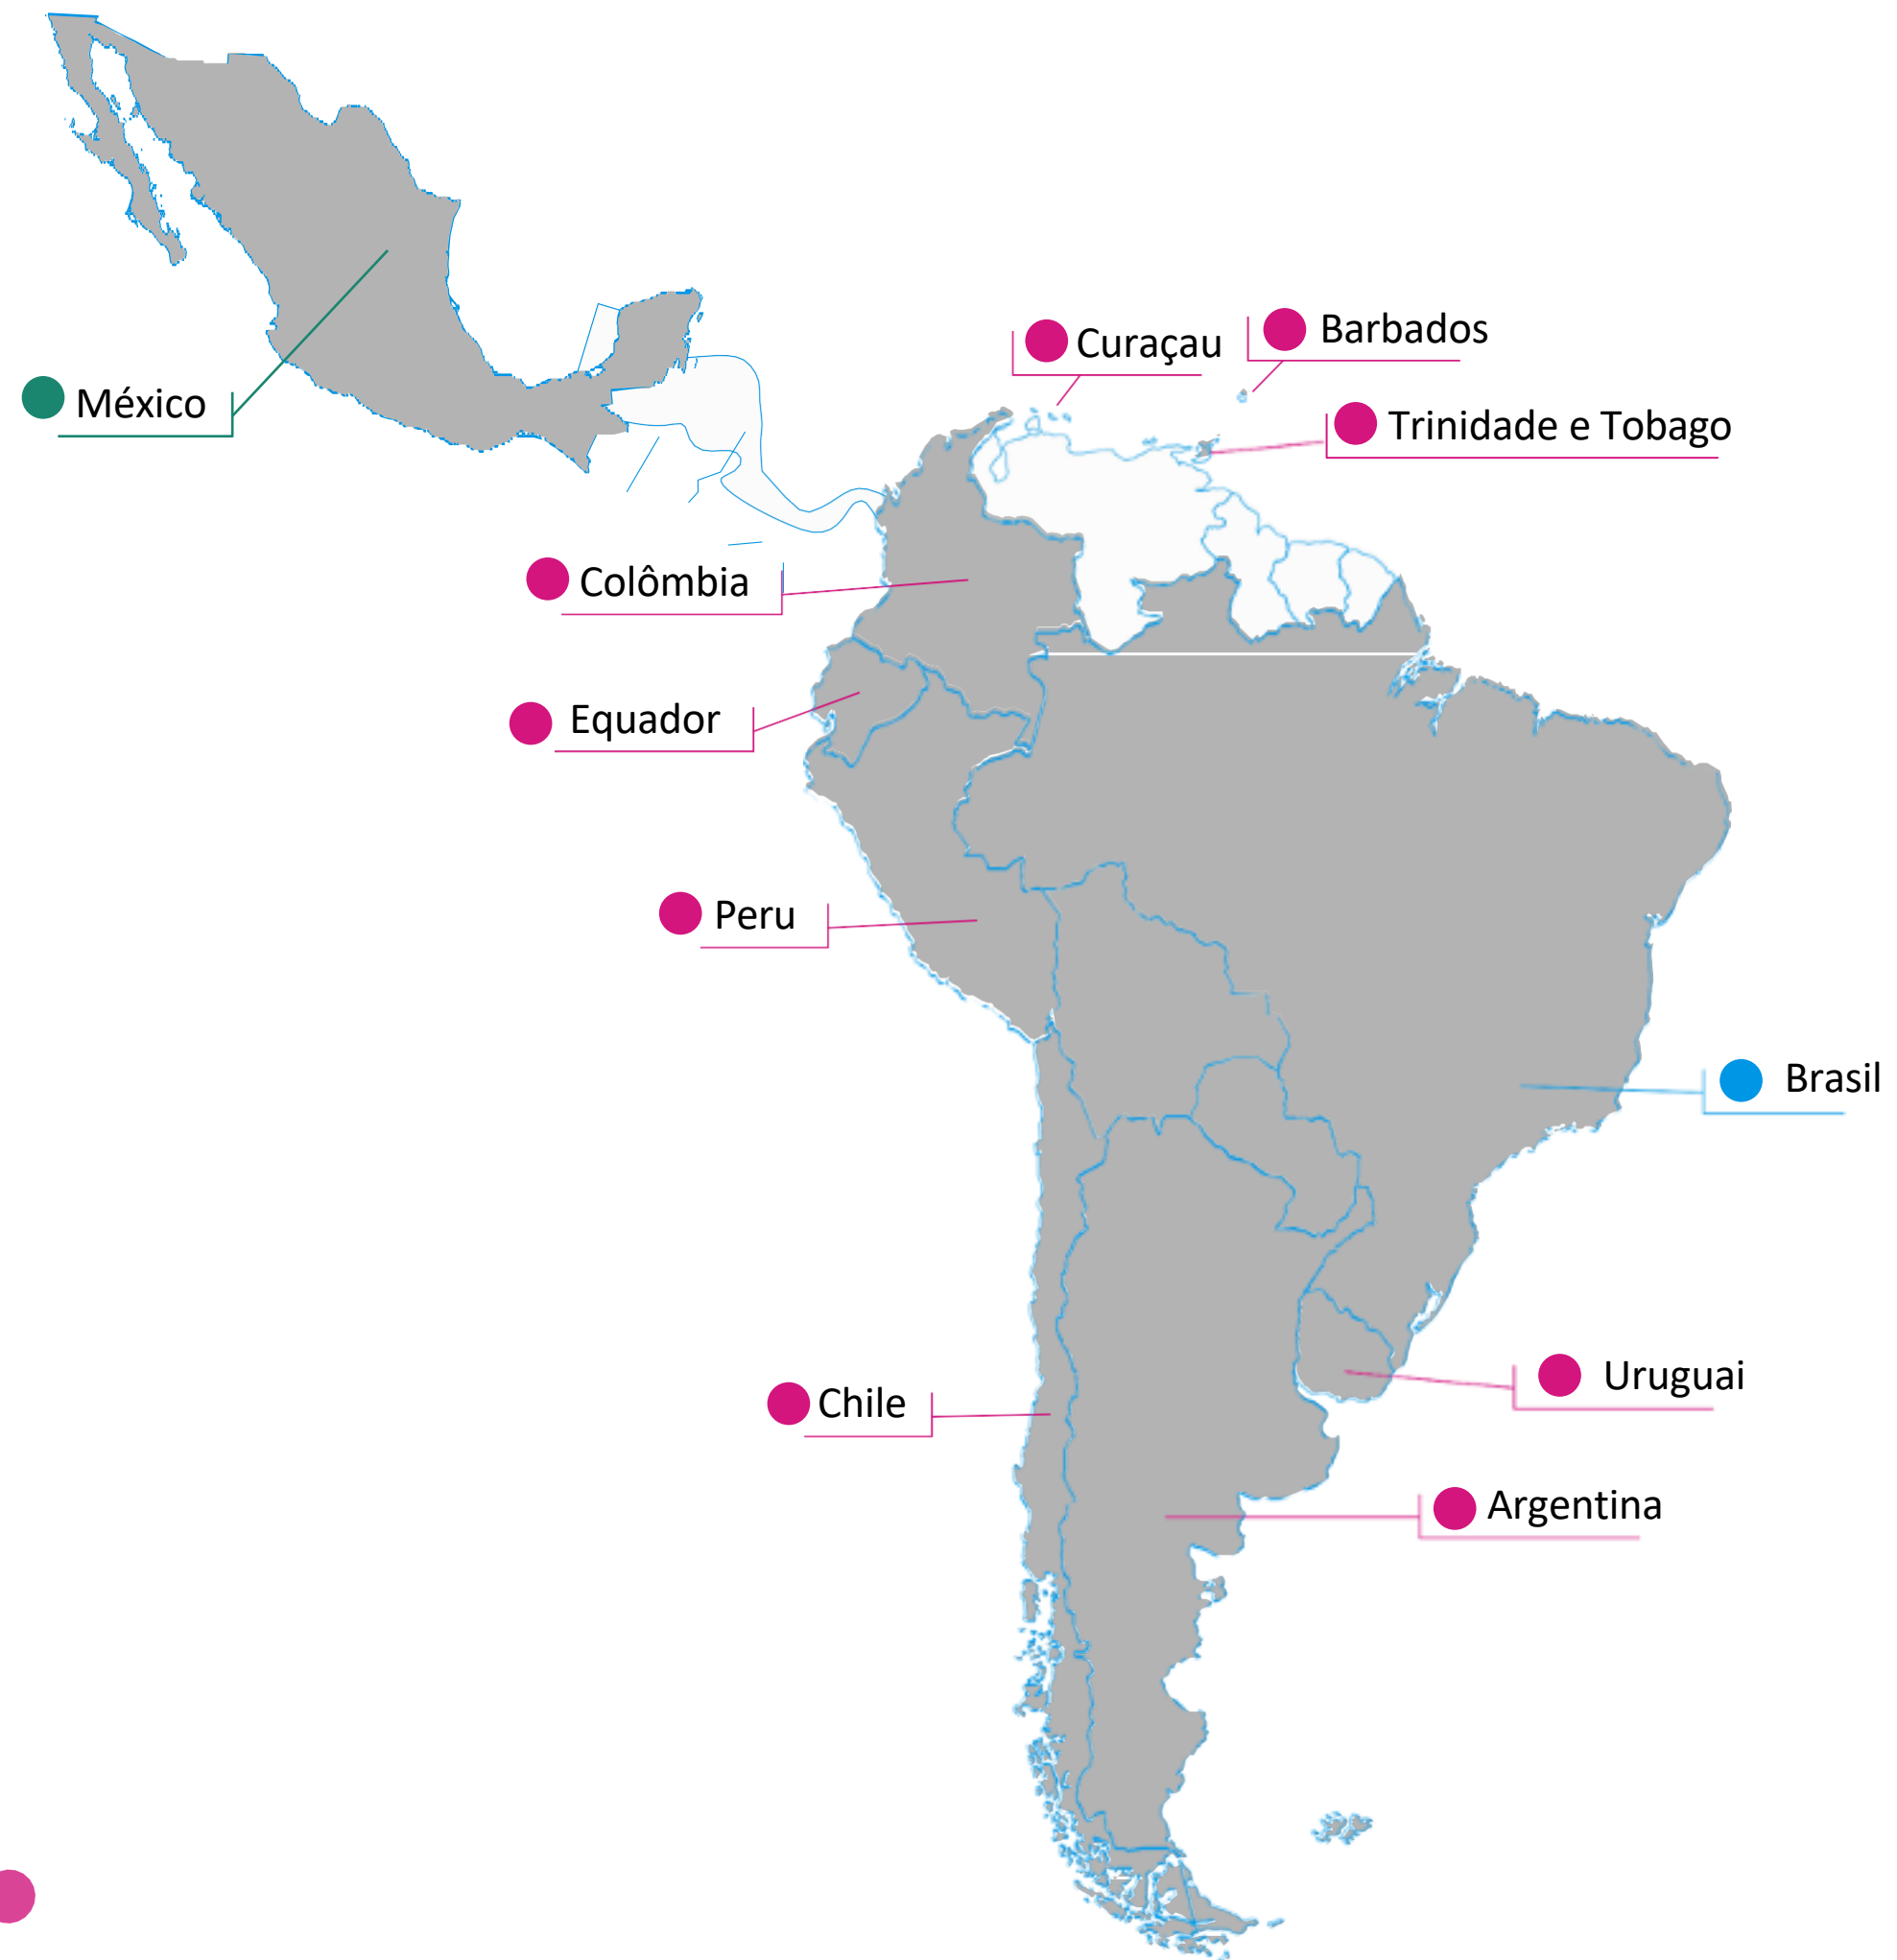 Curaçau
Barbados
México
Trinidade e Tobago
Colômbia
Equador
Peru
Brasil
Uruguai
Chile
Argentina